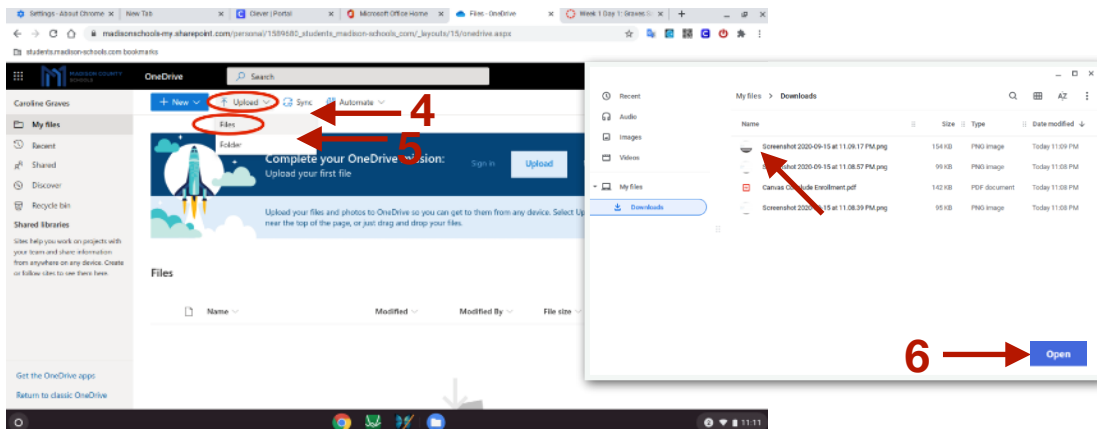 Settings - About Chrome
New Tab
Clever | Portal
Microsoft Office Home
Files - OneDrive
Week 1 Day 1: Graves
madisonschools-my.sharepoint.com/personal/1589680_students_madison-schools_com/_layouts/15/onedrive.aspx
students.madison-schools.com bookmarks
MADISON COUNTY
SCHOOLS
OneDrive
Search
Caroline Graves
+ New
Upload
Sync
Automate
4
My files
Files
5
Recent
Folder
Shared
Discover
Recycle bin
Shared libraries
Sites help you work on projects with
your team and share information
from anywhere on any device. Create
or follow sites to see them here.
Get the OneDrive apps
Return to classic OneDrive
Complete your OneDrive mission:
Upload your first file
Sign in
Upload
Upload your files and photos to OneDrive so you can get to them from any device. Select Up
near the top of the page, or just drag and drop your files.
Files
Name
Modified
Modified By
File size
Recent
Audio
Images
Videos
My files
Downloads
My files > Downloads
AZ
Name
Size
Type
Date modified
Screenshot 2020-09-15 at 11.09.17 PM.png
154 KB
PNG image
Today 11:09 PM
Screenshot 2020-09-15 at 11.08.57 PM.png
99 KB
PNG image
Today 11:08 PM
Canvas Conclude Enrollment.pdf
142 KB
PDF document
Today 11:08 PM
Screenshot 2020-09-15 at 11.08.39 PM.png
95 KB
PNG image
Today 11:08 PM
6
Open
11:11